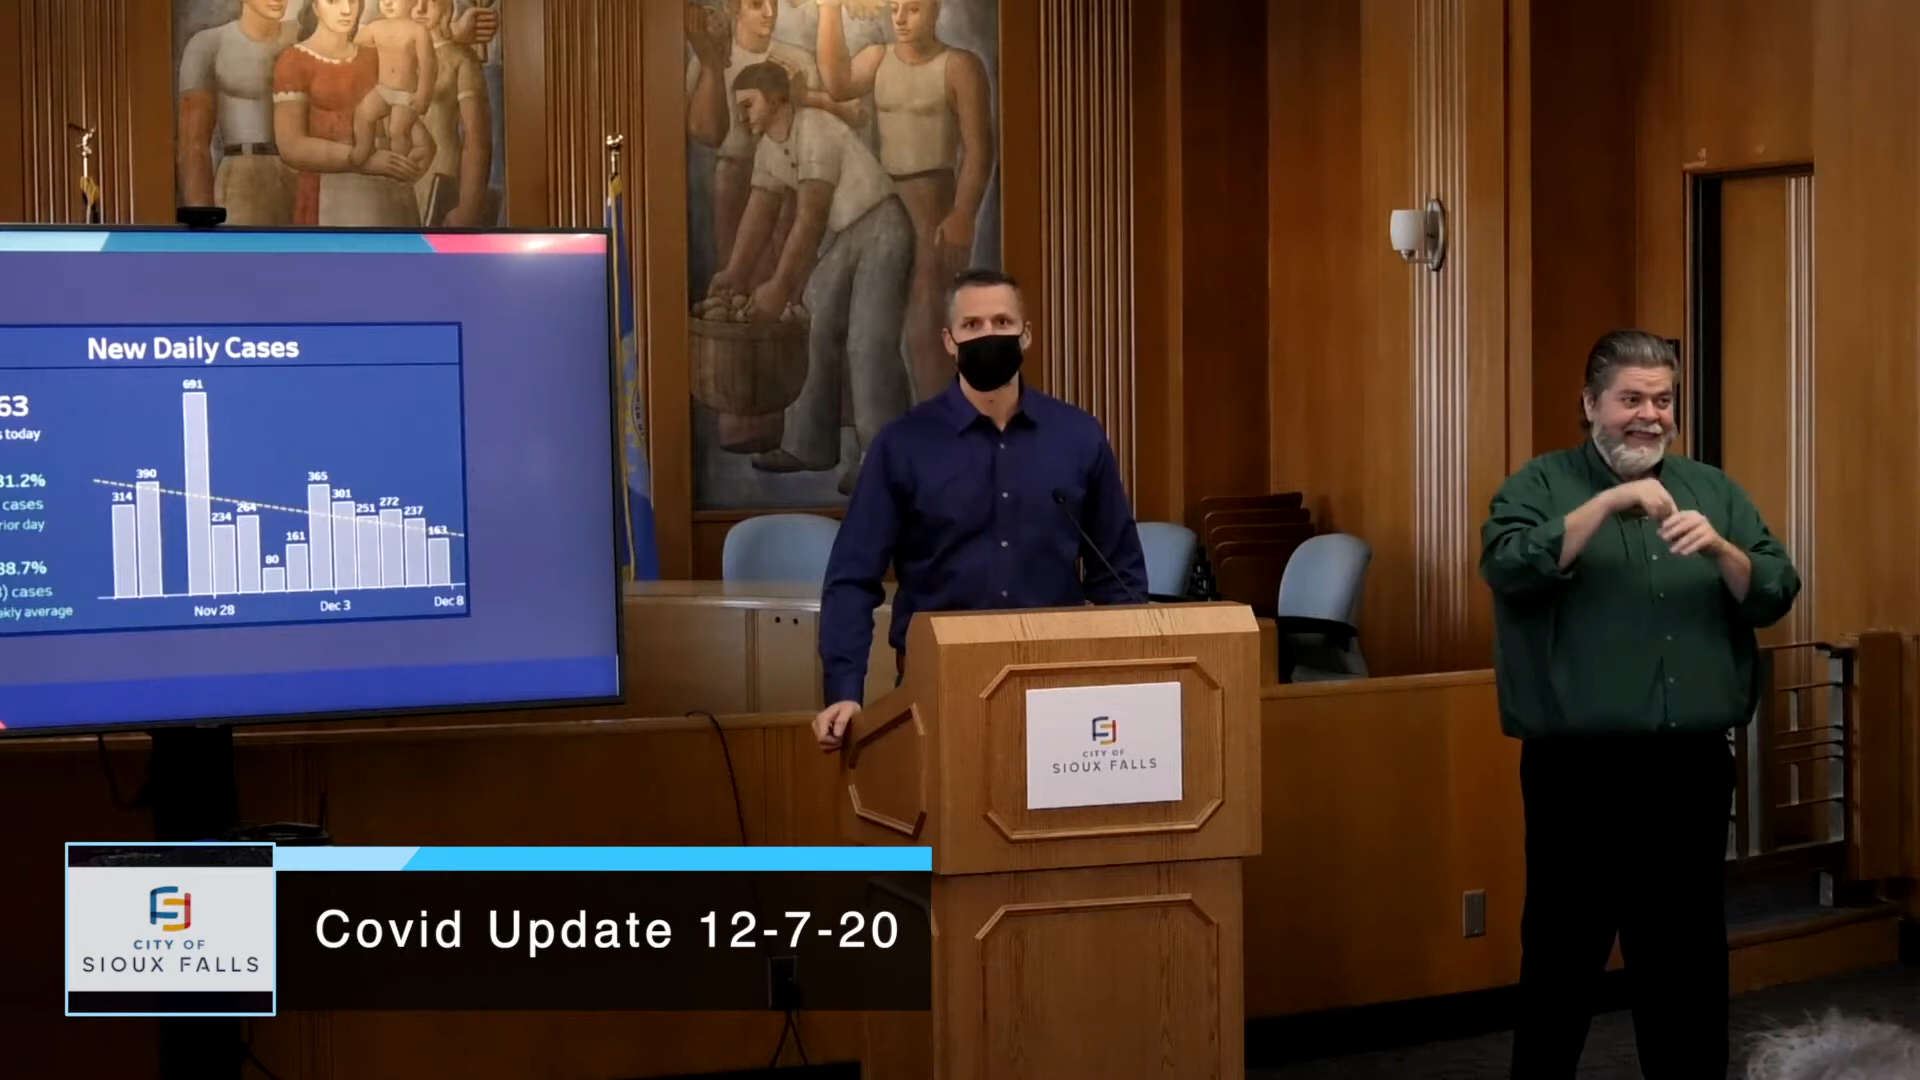 New Daily Cases
63
s today
31.2%
cases
rior day
38.7%
) cases
ekly average
314
390
691
234
264
80
161
365
301
251
272
237
163
Nov 28
Dec 3
Dec 8
CITY OF
SIOUX FALLS
CITY OF
SIOUX FALLS
Covid Update 12-7-20